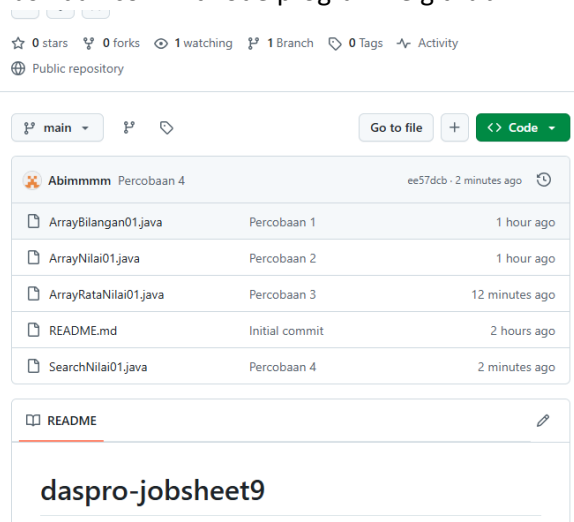 0 stars 0 forks 1 watching 1 Branch 0 Tags Activity
Public repository
main Go to file + <> Code
Abimmmm Percobaan 4 ee57dcb · 2 minutes ago
ArrayBilangan01.java Percobaan 1 1 hour ago
ArrayNilai01.java Percobaan 2 1 hour ago
ArrayRataNilai01.java Percobaan 3 12 minutes ago
README.md Initial commit 2 hours ago
SearchNilai01.java Percobaan 4 2 minutes ago
README
daspro-jobsheet9